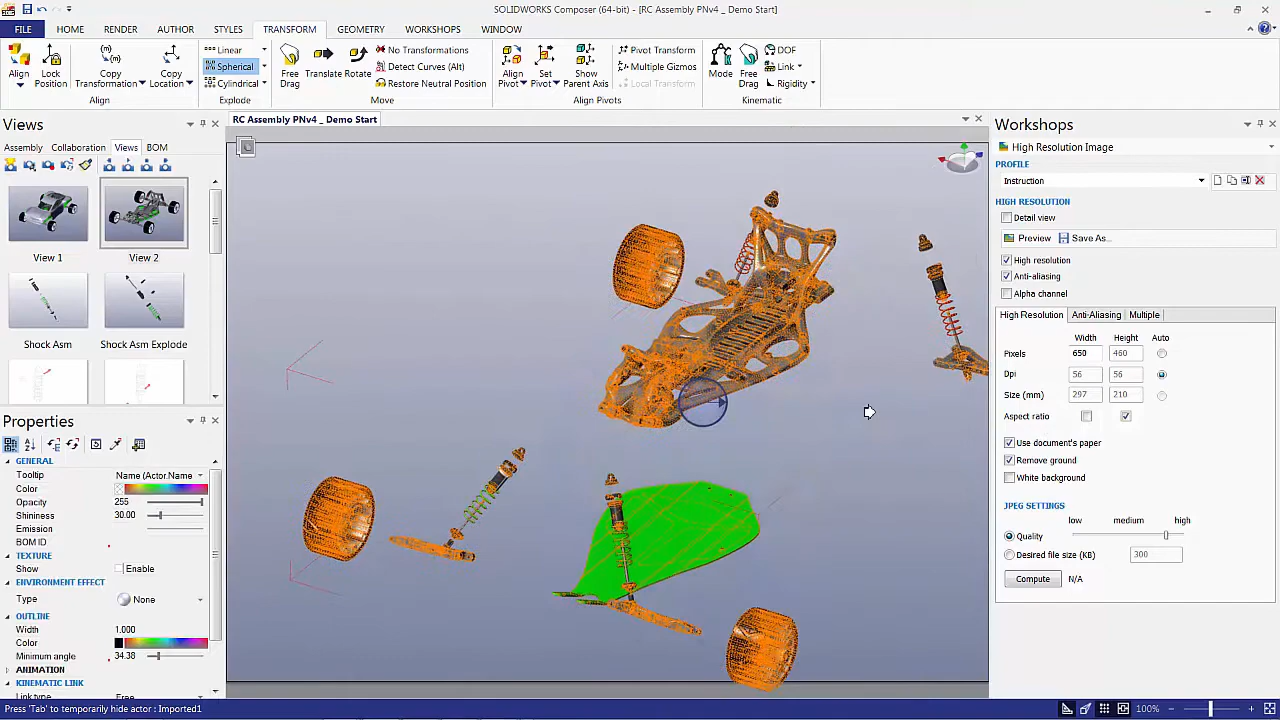 SOLIDWORKS Composer (64-bit) - [RC Assembly PNv4 _ Demo Start]
FILE HOME RENDER AUTHOR STYLES TRANSFORM GEOMETRY WORKSHOPS WINDOW
Align
Lock Position
Copy Transformation
Copy Location
Align
Linear
Spherical
Cylindrical
Explode
Free Drag
Translate
Rotate
No Transformations
Detect Curves (Alt)
Restore Neutral Position
Move
Align Pivot
Set Pivot
Show Parent Axis
Pivot Transform
Multiple Gizmos
Local Transform
Align Pivots
Mode
Free Drag
DOF
Link
Rigidity
Kinematic
Views
Assembly Collaboration Views BOM
View 1
View 2
Shock Asm
Shock Asm Explode
Properties
GENERAL
Tooltip Name (Actor.Name
Color
Opacity 255
Shininess 30.00
Emission
BOM ID
TEXTURE
Show Enable
ENVIRONMENT EFFECT
Type None
OUTLINE
Width 1.000
Color
Minimum angle 34.38
ANIMATION
KINEMATIC LINK
Link type Free
RC Assembly PNv4 _ Demo Start
Workshops
High Resolution Image
PROFILE
Instruction
HIGH RESOLUTION
Detail view
Preview Save As...
High resolution
Anti-aliasing
Alpha channel
High Resolution Anti-Aliasing Multiple
Width Height Auto
Pixels 650 460
Dpi 56 56
Size (mm) 297 210
Aspect ratio
Use document's paper
Remove ground
White background
JPEG SETTINGS
low medium high
Quality
Desired file size (KB) 300
Compute N/A
Press 'Tab' to temporarily hide actor : Imported1
100%